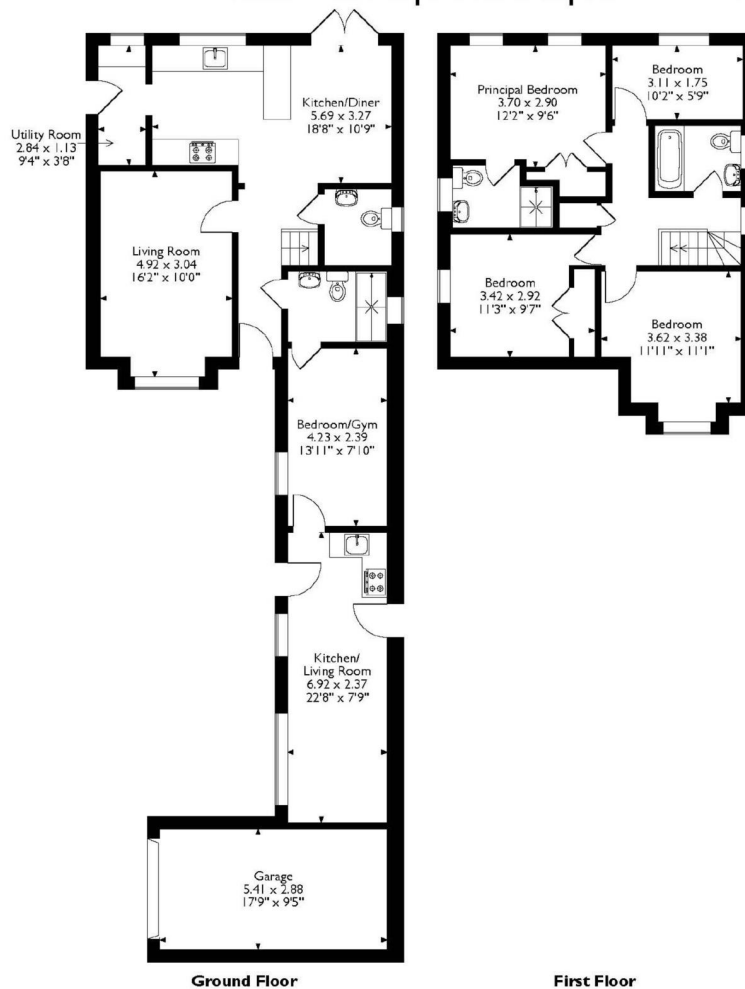 Kitchen/Diner
5.69 x 3.27
18'8" x 10'9"
Utility Room
2.84 x 1.13
9'4" x 3'8"
Living Room
4.92 x 3.04
16'2" x 10'0"
Bedroom/Gym
4.23 x 2.39
13'11" x 7'10"
Kitchen/
Living Room
6.92 x 2.37
22'8" x 7'9"
Garage
5.41 x 2.88
17'9" x 9'5"
Ground Floor
Principal Bedroom
3.70 x 2.90
12'2" x 9'6"
Bedroom
3.11 x 1.75
10'2" x 5'9"
Bedroom
3.42 x 2.92
11'3" x 9'7"
Bedroom
3.62 x 3.38
11'11" x 11'1"
First Floor